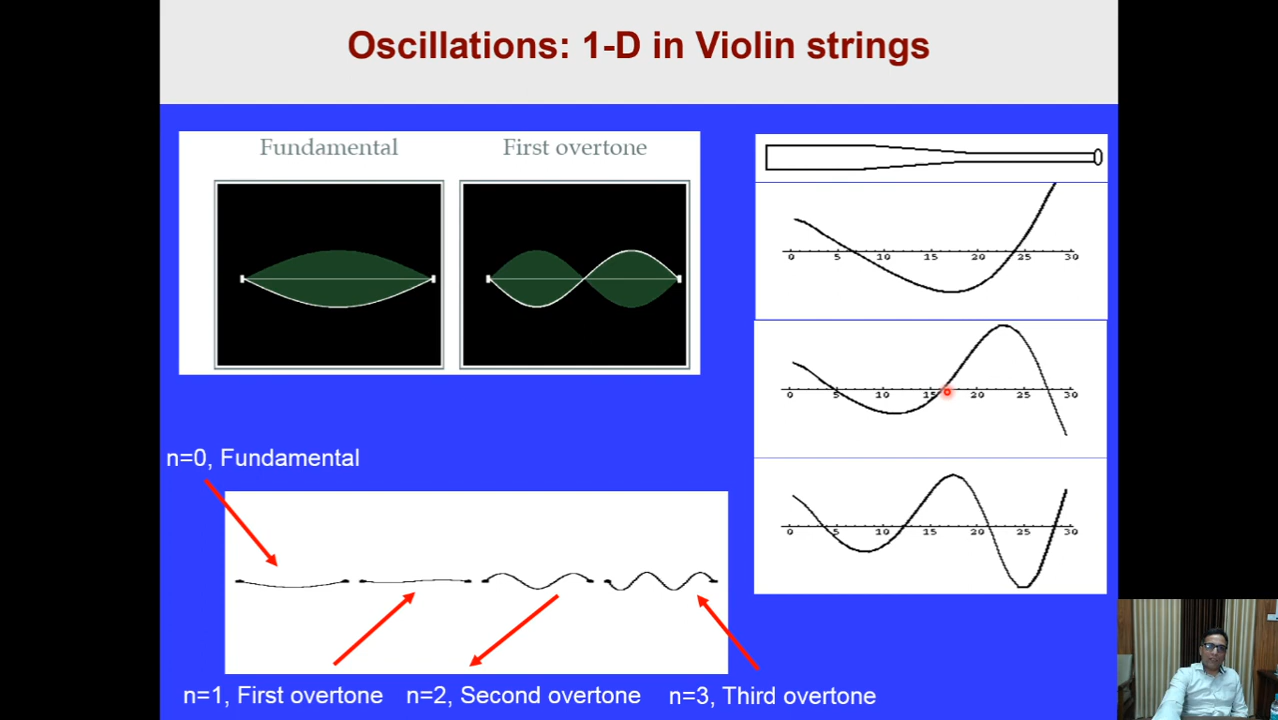 Oscillations: 1-D in Violin strings
Fundamental
First overtone
0 5 10 15 20 25 30
0 5 10 15 20 25 30
0 5 10 15 20 25 30
n=0, Fundamental
n=1, First overtone
n=2, Second overtone
n=3, Third overtone